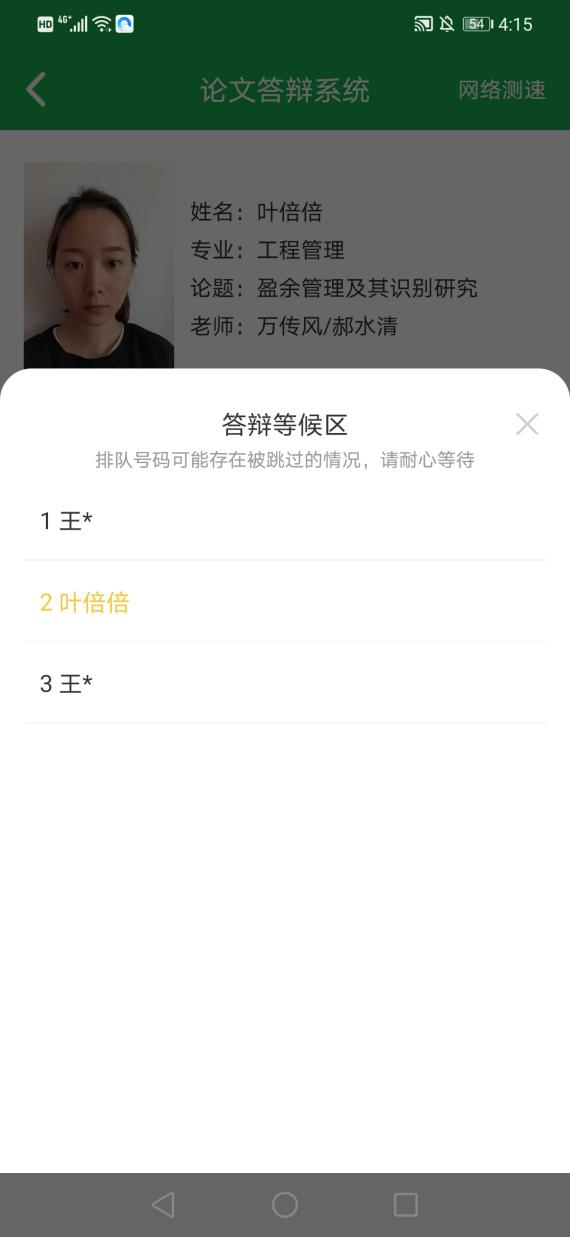 HD 4G+ 54 4:15
论文答辩系统 网络测速
姓名：叶倍倍
专业：工程管理
论题：盈余管理及其识别研究
老师：万传风/郝水清
答辩等候区
排队号码可能存在被跳过的情况，请耐心等待
1 王*
2 叶倍倍
3 王*